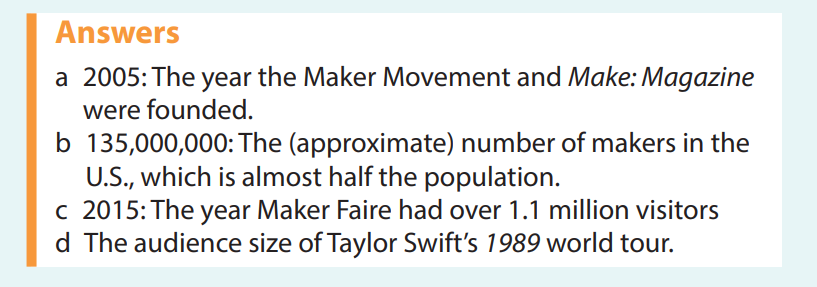 Answers
a 2005: The year the Maker Movement and Make: Magazine
were founded.
b 135,000,000: The (approximate) number of makers in the
U.S., which is almost half the population.
c 2015: The year Maker Faire had over 1.1 million visitors
d The audience size of Taylor Swift’s 1989 world tour.